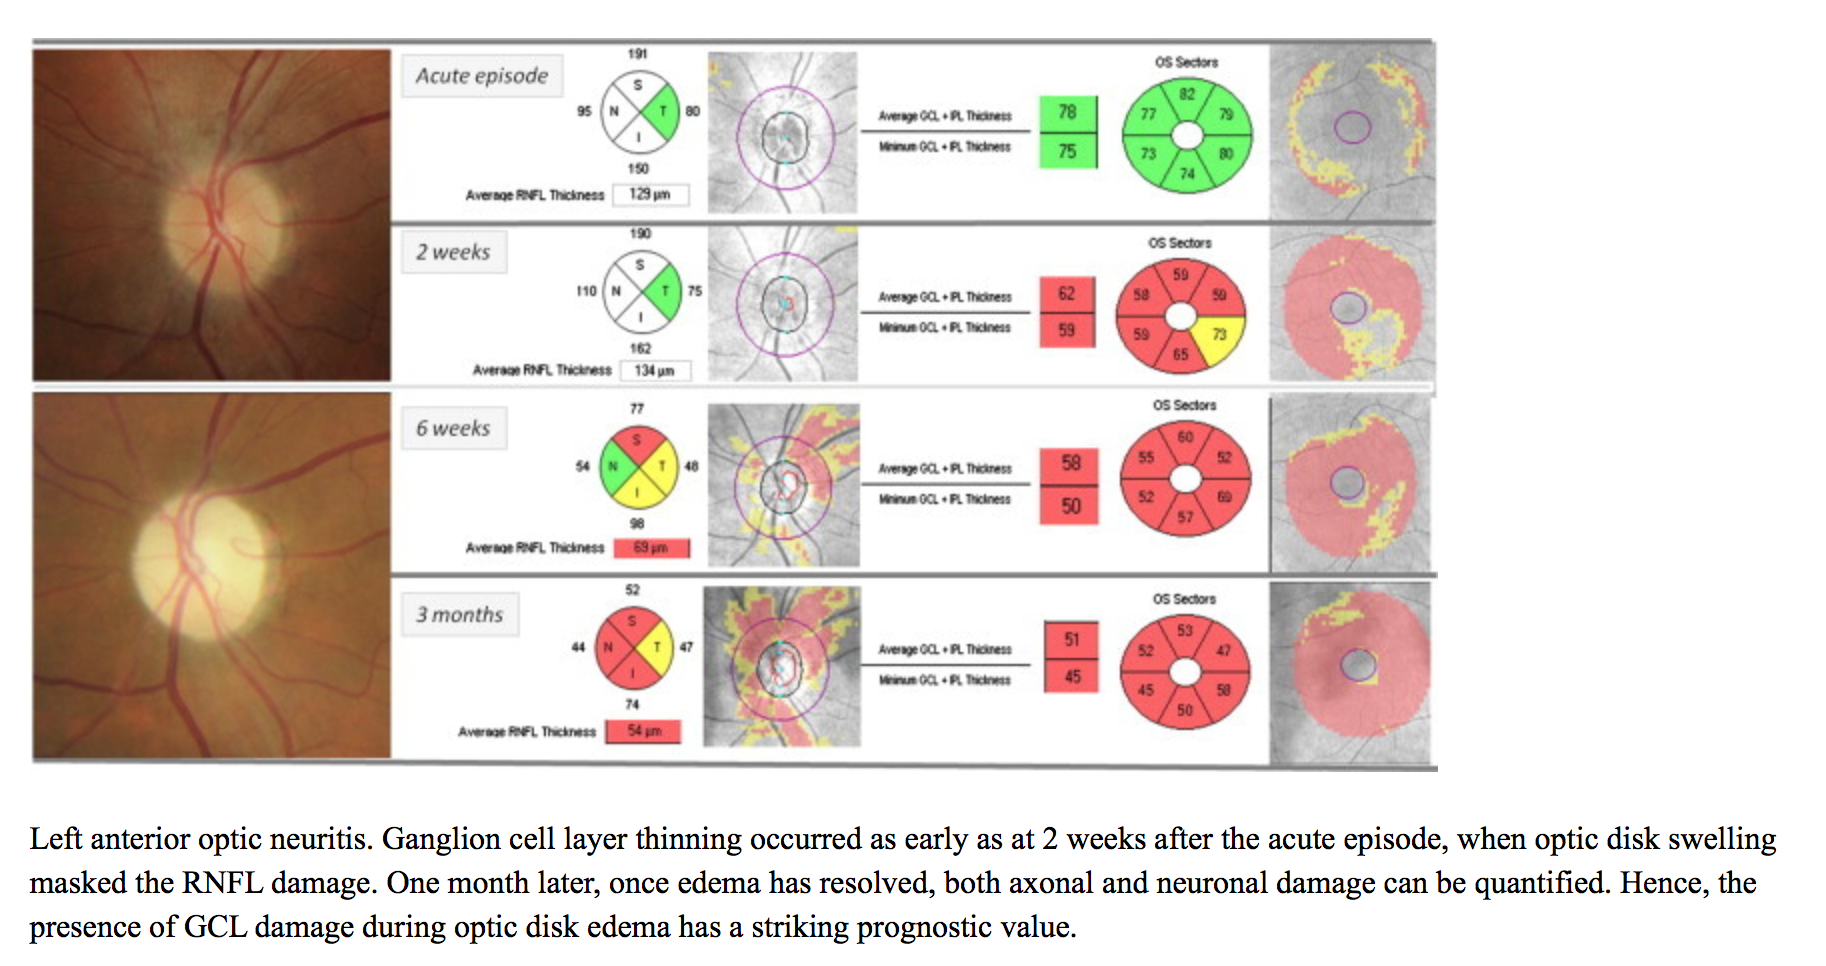 191
Acute episode
S
95 N T 80
I
150
Average RNFL Thickness 129 µm
Average GCL + IPL Thickness 78
Minimum GCL + IPL Thickness 75
OS Sectors
82
77 79
73 80
74
190
2 weeks
S
110 N T 75
I
162
Average RNFL Thickness 134 µm
Average GCL + IPL Thickness 62
Minimum GCL + IPL Thickness 59
OS Sectors
59
58 59
59 73
65
77
6 weeks
S
54 N T 48
I
98
Average RNFL Thickness 69 µm
Average GCL + IPL Thickness 58
Minimum GCL + IPL Thickness 50
OS Sectors
60
55 52
52 69
57
52
3 months
S
44 N T 47
I
74
Average RNFL Thickness 54 µm
Average GCL + IPL Thickness 51
Minimum GCL + IPL Thickness 45
OS Sectors
53
52 47
45 58
50
Left anterior optic neuritis. Ganglion cell layer thinning occurred as early as at 2 weeks after the acute episode, when optic disk swelling
masked the RNFL damage. One month later, once edema has resolved, both axonal and neuronal damage can be quantified. Hence, the
presence of GCL damage during optic disk edema has a striking prognostic value.